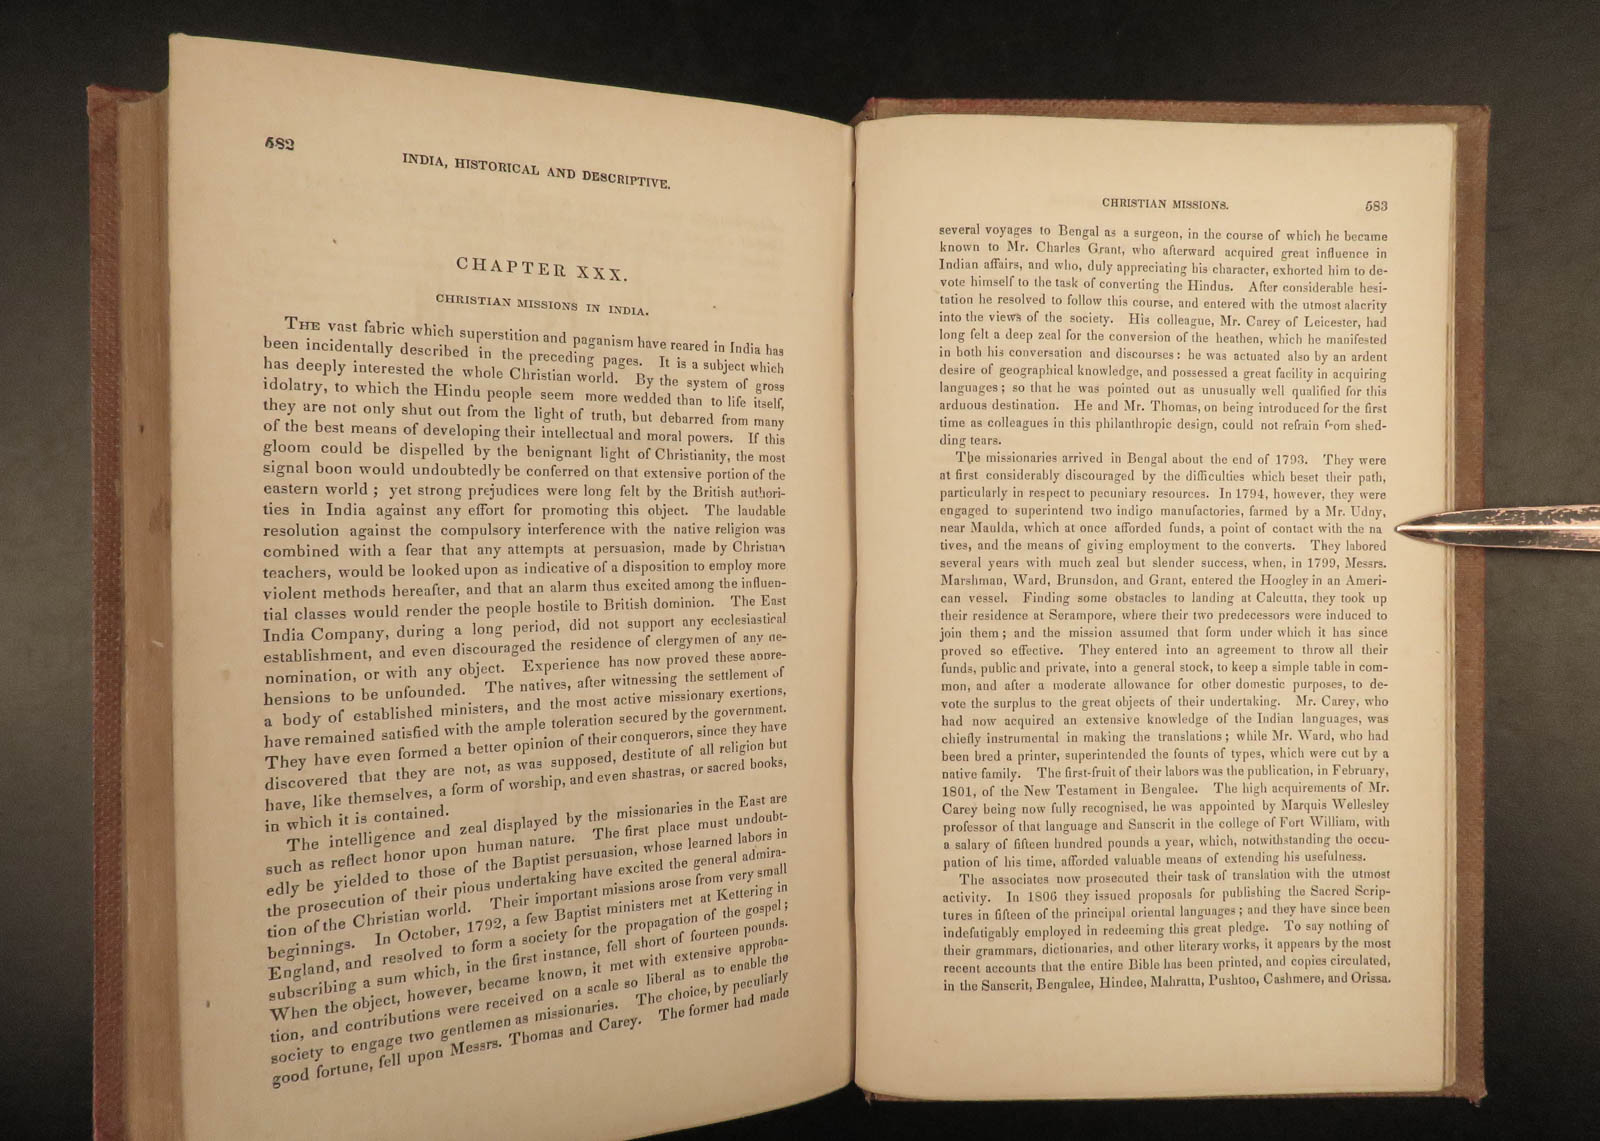 582
INDIA, HISTORICAL AND DESCRIPTIVE.
CHAPTER XXX.
CHRISTIAN MISSIONS IN INDIA.
THE vast fabric which superstition and paganism have reared in India has
been incidentally described in the preceding pages. It is a subject which
has deeply interested the whole Christian world. By the system of gross
idolatry, to which the Hindu people seem more wedded than to life itself,
they are not only shut out from the light of truth, but debarred from many
of the best means of developing their intellectual and moral powers. If this
gloom could be dispelled by the benignant light of Christianity, the most
signal boon would undoubtedly be conferred on that extensive portion of the
eastern world ; yet strong prejudices were long felt by the British authori-
ties in India against any effort for promoting this object. The laudable
resolution against the compulsory interference with the native religion was
combined with a fear that any attempts at persuasion, made by Christian
teachers, would be looked upon as indicative of a disposition to employ more
violent methods hereafter, and that an alarm thus excited among the influen-
tial classes would render the people hostile to British dominion. The East
India Company, during a long period, did not support any ecclesiastical
establishment, and even discouraged the residence of clergymen of any de-
nomination, or with any object. Experience has now proved these appre-
hensions to be unfounded. The natives, after witnessing the settlement of
a body of established ministers, and the most active missionary exertions,
have remained satisfied with the ample toleration secured by the government.
They have even formed a better opinion of their conquerors, since they have
discovered that they are not, as was supposed, destitute of all religion but
have, like themselves, a form of worship, and even shastras, or sacred books,
in which it is contained.
The intelligence and zeal displayed by the missionaries in the East are
such as reflect honor upon human nature. The first place must undoubt-
edly be yielded to those of the Baptist persuasion, whose learned labors in
the prosecution of their pious undertaking have excited the general admira-
tion of the Christian world. Their important missions arose from very small
beginnings. In October, 1792, a few Baptist ministers met at Kettering in
England, and resolved to form a society for the propagation of the gospel;
subscribing a sum which, in the first instance, fell short of fourteen pounds.
When the object, however, became known, it met with extensive approba-
tion, and contributions were received on a scale so liberal as to enable the
society to engage two gentlemen as missionaries. The choice, by peculiarly
good fortune, fell upon Messrs. Thomas and Carey. The former had made
CHRISTIAN MISSIONS. 583
several voyages to Bengal as a surgeon, in the course of which he became
known to Mr. Charles Grant, who afterward acquired great influence in
Indian affairs, and who, duly appreciating his character, exhorted him to de-
vote himself to the task of converting the Hindus. After considerable hesi-
tation he resolved to follow this course, and entered with the utmost alacrity
into the views of the society. His colleague, Mr. Carey of Leicester, had
long felt a deep zeal for the conversion of the heathen, which he manifested
in both his conversation and discourses: he was actuated also by an ardent
desire of geographical knowledge, and possessed a great facility in acquiring
languages; so that he was pointed out as unusually well qualified for this
arduous destination. He and Mr. Thomas, on being introduced for the first
time as colleagues in this philanthropic design, could not refrain from shed-
ding tears.
The missionaries arrived in Bengal about the end of 1793. They were
at first considerably discouraged by the difficulties which beset their path,
particularly in respect to pecuniary resources. In 1794, however, they were
engaged to superintend two indigo manufactories, farmed by a Mr. Udny,
near Maulda, which at once afforded funds, a point of contact with the na
tives, and the means of giving employment to the converts. They labored
several years with much zeal but slender success, when, in 1799, Messrs.
Marshman, Ward, Brunsdon, and Grant, entered the Hoogley in an Ameri-
can vessel. Finding some obstacles to landing at Calcutta, they took up
their residence at Serampore, where their two predecessors were induced to
join them; and the mission assumed that form under which it has since
proved so effective. They entered into an agreement to throw all their
funds, public and private, into a general stock, to keep a simple table in com-
mon, and after a moderate allowance for other domestic purposes, to de-
vote the surplus to the great objects of their undertaking. Mr. Carey, who
had now acquired an extensive knowledge of the Indian languages, was
chiefly instrumental in making the translations; while Mr. Ward, who had
been bred a printer, superintended the founts of types, which were cut by a
native family. The first-fruit of their labors was the publication, in February,
1801, of the New Testament in Bengalee. The high acquirements of Mr.
Carey being now fully recognised, he was appointed by Marquis Wellesley
professor of that language and Sanscrit in the college of Fort William, with
a salary of fifteen hundred pounds a year, which, notwithstanding the occu-
pation of his time, afforded valuable means of extending his usefulness.
The associates now prosecuted their task of translation with the utmost
activity. In 1806 they issued proposals for publishing the Sacred Scrip-
tures in fifteen of the principal oriental languages; and they have since been
indefatigably employed in redeeming this great pledge. To say nothing of
their grammars, dictionaries, and other literary works, it appears by the most
recent accounts that the entire Bible has been printed, and copies circulated,
in the Sanscrit, Bengalee, Hindee, Mahratta, Pushtoo, Cashmere, and Orissa.